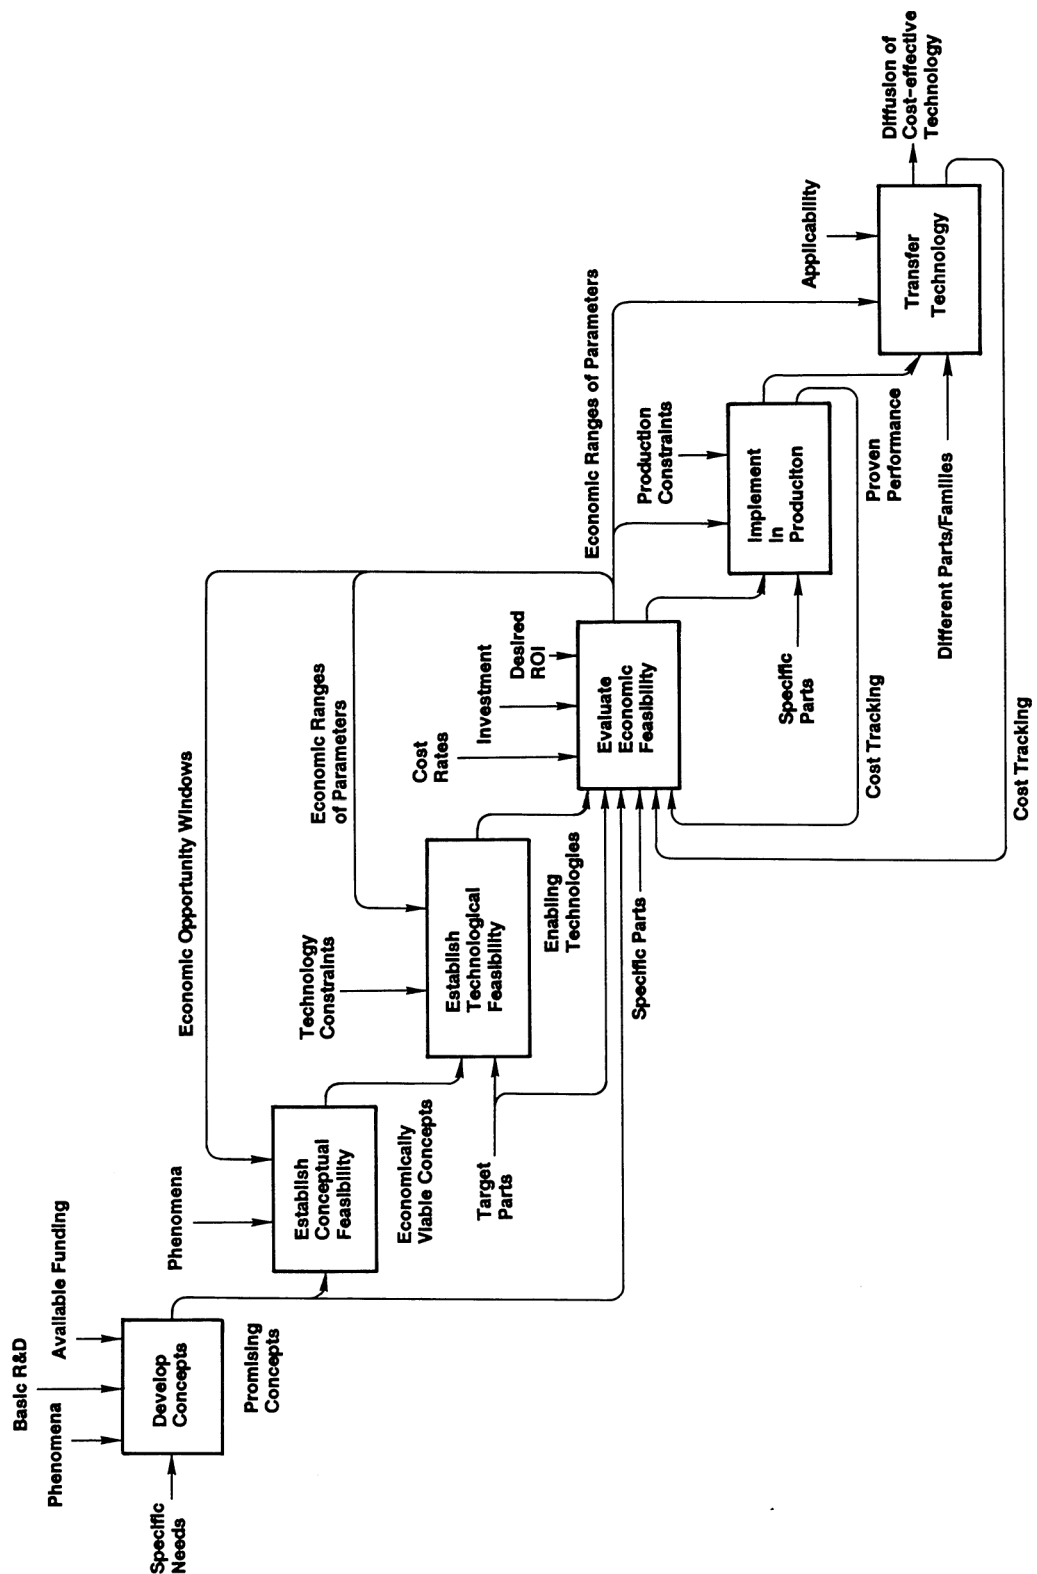 Basic R&D
Phenomena
Available Funding
Specific
Needs
Develop
Concepts
Promising
Concepts
Phenomena
Establish
Conceptual
Feasibility
Economic Opportunity Windows
Economically
Viable Concepts
Technology
Constraints
Economic Ranges
of Parameters
Target
Parts
Establish
Technological
Feasibility
Enabling
Technologies
Cost
Rates
Investment
Desired
ROI
Specific Parts
Evaluate
Economic
Feasibility
Economic Ranges of Parameters
Production
Constraints
Specific
Parts
Implement
In
Produciton
Cost Tracking
Proven
Performance
Applicability
Different Parts/Families
Transfer
Technology
Cost Tracking
Diffusion of
Cost-effective
Technology